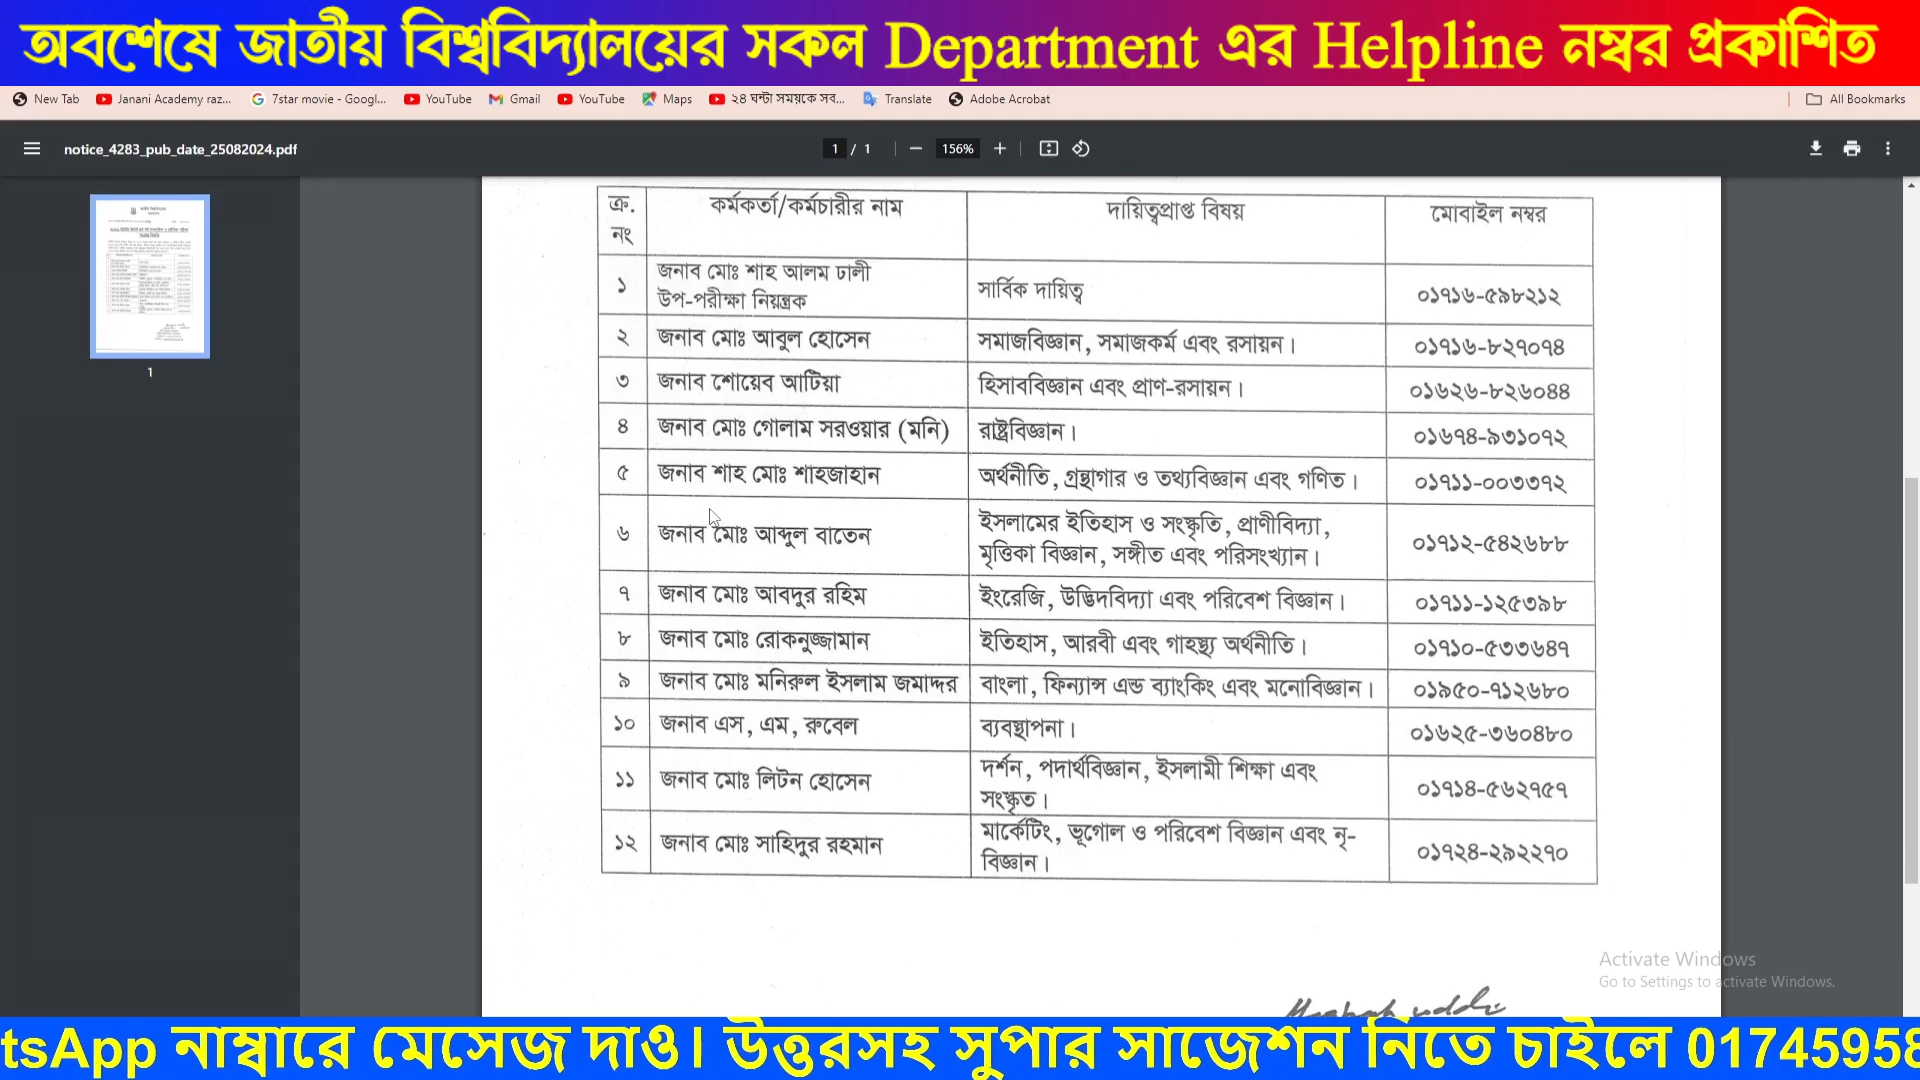 অবশেষে জাতীয় বিশ্ববিদ্যালয়ের সকল Department এর Helpline নম্বর প্রকাশিত
New Tab Janani Academy raz... 7star movie - Googl... YouTube Gmail YouTube Maps ২৪ ঘন্টা সময়কে সব... Translate Adobe Acrobat All Bookmarks
notice_4283_pub_date_25082024.pdf 1 / 1 156%
1
ক্র. নং কর্মকর্তা/কর্মচারীর নাম দায়িত্বপ্রাপ্ত বিষয় মোবাইল নম্বর
১ জনাব মোঃ শাহ আলম ঢালী সার্বিক দায়িত্ব ০১৭১৬-৫৯৮২১২
উপ-পরীক্ষা নিয়ন্ত্রক
২ জনাব মোঃ আবুল হোসেন সমাজবিজ্ঞান, সমাজকর্ম এবং রসায়ন। ০১৭১৬-৮২৭০৭৪
৩ জনাব শোয়েব আটিয়া হিসাববিজ্ঞান এবং প্রাণ-রসায়ন। ০১৬২৬-৮২৬০৪৪
৪ জনাব মোঃ গোলাম সরওয়ার (মনি) রাষ্ট্রবিজ্ঞান। ০১৬৭৪-৯৩১০৭২
৫ জনাব শাহ মোঃ শাহজাহান অর্থনীতি, গ্রন্থাগার ও তথ্যবিজ্ঞান এবং গণিত। ০১৭১১-০০৩৩৭২
৬ জনাব মোঃ আব্দুল বাতেন ইসলামের ইতিহাস ও সংস্কৃতি, প্রাণীবিদ্যা, ০১৭১২-৫৪২৬৮৮
মৃত্তিকা বিজ্ঞান, সঙ্গীত এবং পরিসংখ্যান।
৭ জনাব মোঃ আবদুর রহিম ইংরেজি, উদ্ভিদবিদ্যা এবং পরিবেশ বিজ্ঞান। ০১৭১১-১২৫৩৯৮
৮ জনাব মোঃ রোকনুজ্জামান ইতিহাস, আরবী এবং গাহস্থ্য অর্থনীতি। ০১৭১০-৫৩৩৬৪৭
৯ জনাব মোঃ মনিরুল ইসলাম জমাদ্দর বাংলা, ফিন্যান্স এন্ড ব্যাংকিং এবং মনোবিজ্ঞান। ০১৯৫০-৭১২৬৮০
১০ জনাব এস, এম, রুবেল ব্যবস্থাপনা। ০১৬২৫-৩৬০৪৮০
১১ জনাব মোঃ লিটন হোসেন দর্শন, পদার্থবিজ্ঞান, ইসলামী শিক্ষা এবং ০১৭১৪-৫৬২৭৫৭
সংস্কৃত।
১২ জনাব মোঃ সাহিদুর রহমান মার্কেটিং, ভূগোল ও পরিবেশ বিজ্ঞান এবং নৃ- ০১৭২৪-২৯২২৭০
বিজ্ঞান।
Activate Windows
Go to Settings to activate Windows.
tsApp নাম্বারে মেসেজ দাও। উত্তরসহ সুপার সাজেশন নিতে চাইলে 01745958